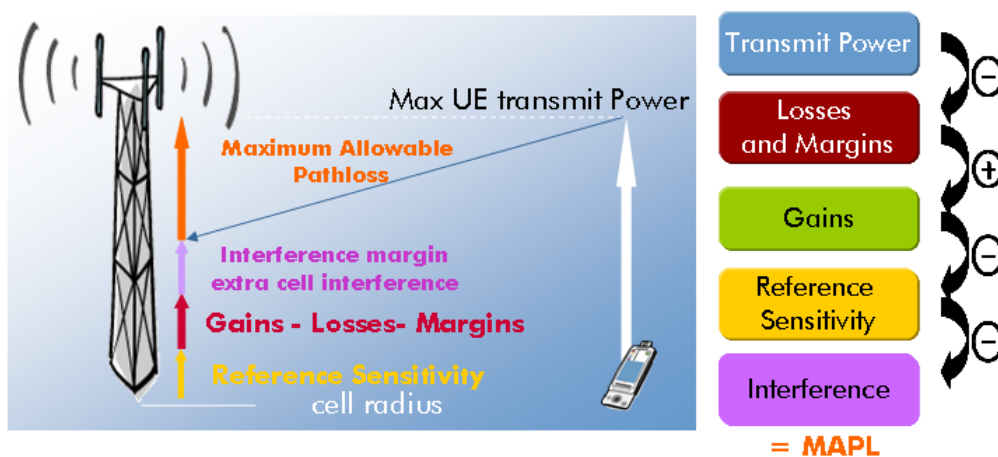 Max UE transmit Power
Maximum Allowable
Pathloss
Interference margin
extra cell interference
Gains - Losses- Margins
Reference Sensitivity
cell radius
Transmit Power
-
Losses
and Margins
+
Gains
-
Reference
Sensitivity
-
Interference
= MAPL